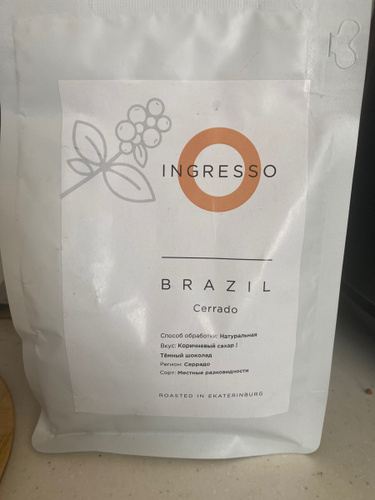 INGRESSO
BRAZIL
Cerrado
Способ обработки: Натуральная
Вкус: Коричневый сахар |
Тёмный шоколад
Регион: Серрадо
Сорт: Местные разновидности
ROASTED IN EKATERINBURG